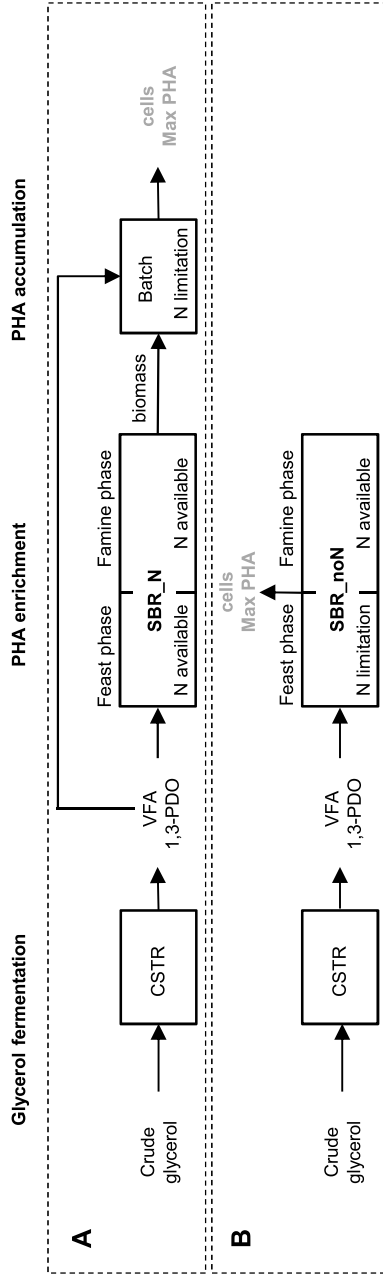 Glycerol fermentation
PHA enrichment
PHA accumulation
A
Crude
glycerol
CSTR
VFA
1,3-PDO
Feast phase
Famine phase
SBR_N
N available
N available
biomass
Batch
N limitation
cells
Max PHA
B
Crude
glycerol
CSTR
VFA
1,3-PDO
cells
Max PHA
Feast phase
Famine phase
SBR_noN
N limitation
N available